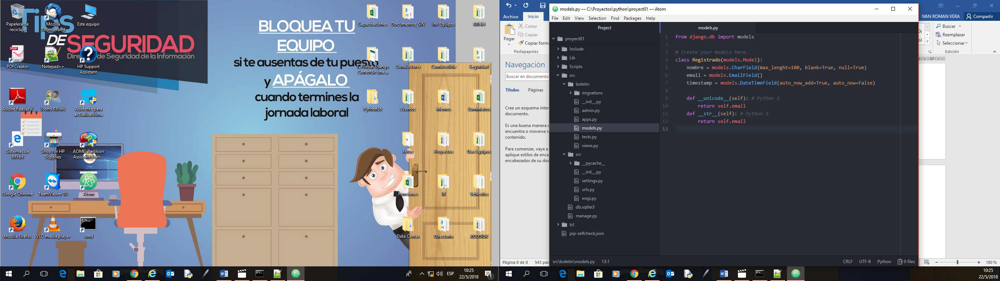 Tips
DE SEGURIDAD
de Seguridad de la Información
BLOQUEA TU
EQUIPO
si te ausentas de tu puesto
y APÁGALO
cuando termines la
jornada laboral
Papelera de
reciclaje
Mozilla
Thunderbird
Este equipo
PDFCreator
Notepad++
HP Support
Assistant
Adobe Reader X
Icono RRHH
Asistente para
actualización...
Sistemas de
RRHH
Shop for HP
Supplies
AOMEI Partition
Assistant Stan...
Google Chrome
TeamViewer 10
Atom
Mozilla Firefox
VLC media player
cmd
Capacitaciones
Documentos_SIN
Inv Equipos
RRHH
1. Probar Django
Construir una ...
Conductores
Combustible
Seguridad
Python36
Eventos
Memos
Suministros
Fotos
Proyectos
Uso Equipos
Funciones
IR
Vehículos
Data Center
Directorio
RODTIUR
ESP
10:25
22/5/2018
1
Archivo
Inicio
IVAN ROMAN VERA
Compartir
Pegar
Cortar
Copiar
Copiar forma
Portapapeles
Buscar
Reemplazar
Seleccionar
Edición
17
Navegación
Buscar en documento
Títulos
Páginas
Cree un esquema inter
documento.
Es una buena manera
encuentra o moverse
contenido.
Para comenzar, vaya a
aplique estilos de enca
encabezados de su doc
Página 8 de 8
543 pala
100 %
models.py — C:\Proyectos\python\proyect01 — Atom
File Edit View Selection Find Packages Help
Project
proyect01
Include
Lib
Scripts
src
boletin
migrations
__init__.py
admin.py
apps.py
models.py
tests.py
views.py
src
__pycache__
__init__.py
settings.py
urls.py
wsgi.py
db.sqlite3
manage.py
tcl
pip-selfcheck.json
models.py
1 from django.db import models
2
3 # Create your models here.
4 class Registrado(models.Model):
5 nombre = models.CharField(max_lenght=100, blank=True, null=True)
6 email = models.EmailField()
7 timestamp = models.DateTimeField(auto_now_add=True, auto_now=False)
8
9 def __unicode__(self): # Python 2
10 return self.email
11 def __str__(self): # Python 3
12 return self.email
13
src\boletin\models.py 13:1
CRLF UTF-8 Python 0 files
10:25
22/5/2018